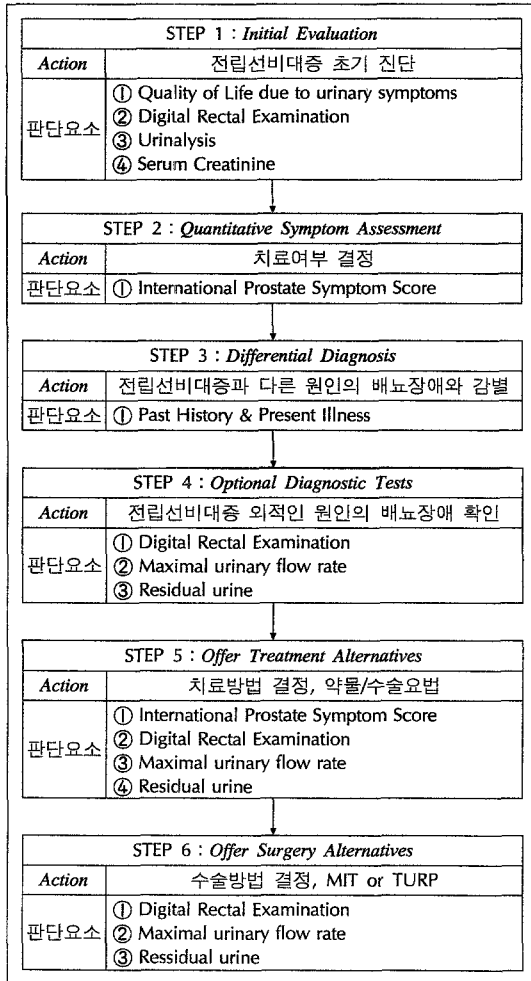 STEP 1 : Initial Evaluation
Action 전립선비대증 초기 진단
판단요소 ① Quality of Life due to urinary symptoms
② Digital Rectal Examination
③ Urinalysis
④ Serum Creatinine
STEP 2 : Quantitative Symptom Assessment
Action 치료여부 결정
판단요소 ① International Prostate Symptom Score
STEP 3 : Differential Diagnosis
Action 전립선비대증과 다른 원인의 배뇨장애와 감별
판단요소 ① Past History & Present Illness
STEP 4 : Optional Diagnostic Tests
Action 전립선비대증 외적인 원인의 배뇨장애 확인
판단요소 ① Digital Rectal Examination
② Maximal urinary flow rate
③ Residual urine
STEP 5 : Offer Treatment Alternatives
Action 치료방법 결정, 약물/수술요법
판단요소 ① International Prostate Symptom Score
② Digital Rectal Examination
③ Maximal urinary flow rate
④ Residual urine
STEP 6 : Offer Surgery Alternatives
Action 수술방법 결정, MIT or TURP
판단요소 ① Digital Rectal Examination
② Maximal urinary flow rate
③ Ressidual urine